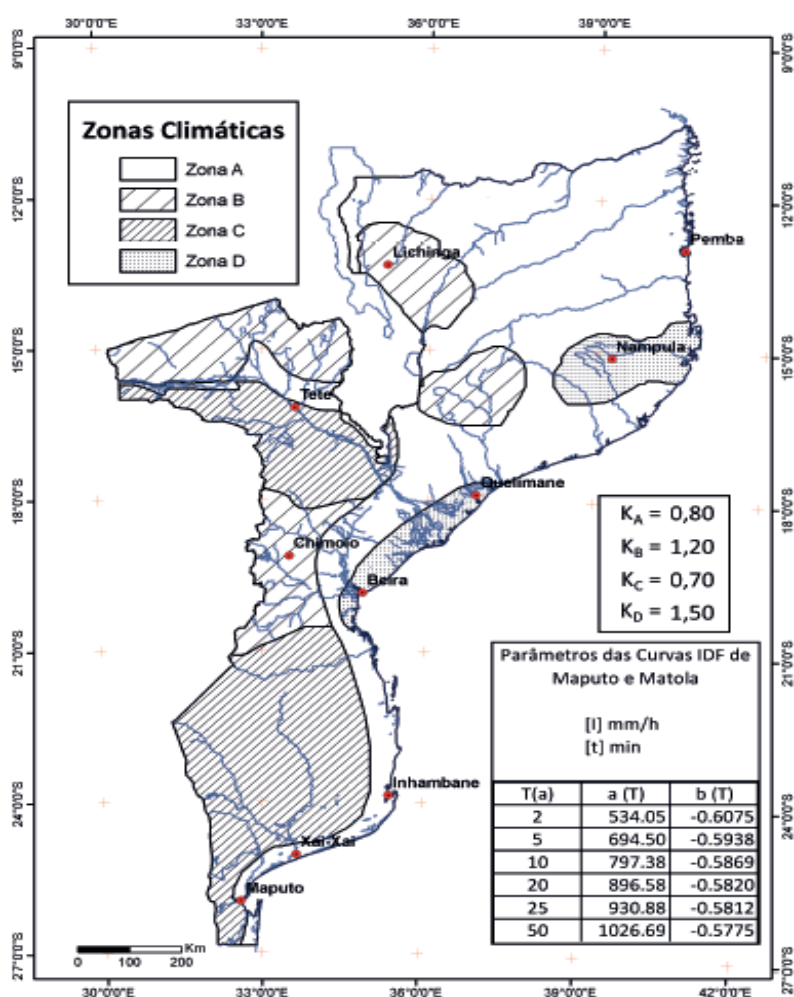 30°0'0"E 33°0'0"E 36°0'0"E 39°0'0"E
9°0'0"S 9°0'0"S
Zonas Climáticas
Zona A
Zona B
Zona C
Zona D
12°0'0"S 12°0'0"S
Pemba
Lichinga
15°0'0"S 15°0'0"S
Nampula
Tete
Quelimane
18°0'0"S 18°0'0"S
K_A = 0,80
K_B = 1,20
K_C = 0,70
K_D = 1,50
Chimoio
Beira
21°0'0"S 21°0'0"S
Parâmetros das Curvas IDF de
Maputo e Matola
[I] mm/h
[t] min
Inhambane
24°0'0"S 24°0'0"S
T(a) a (T) b (T)
2 534.05 -0.6075
5 694.50 -0.5938
10 797.38 -0.5869
20 896.58 -0.5820
25 930.88 -0.5812
50 1026.69 -0.5775
Xai-Xai
Maputo
Km
0 100 200
27°0'0"S 27°0'0"S
30°0'0"E 33°0'0"E 36°0'0"E 39°0'0"E 42°0'0"E